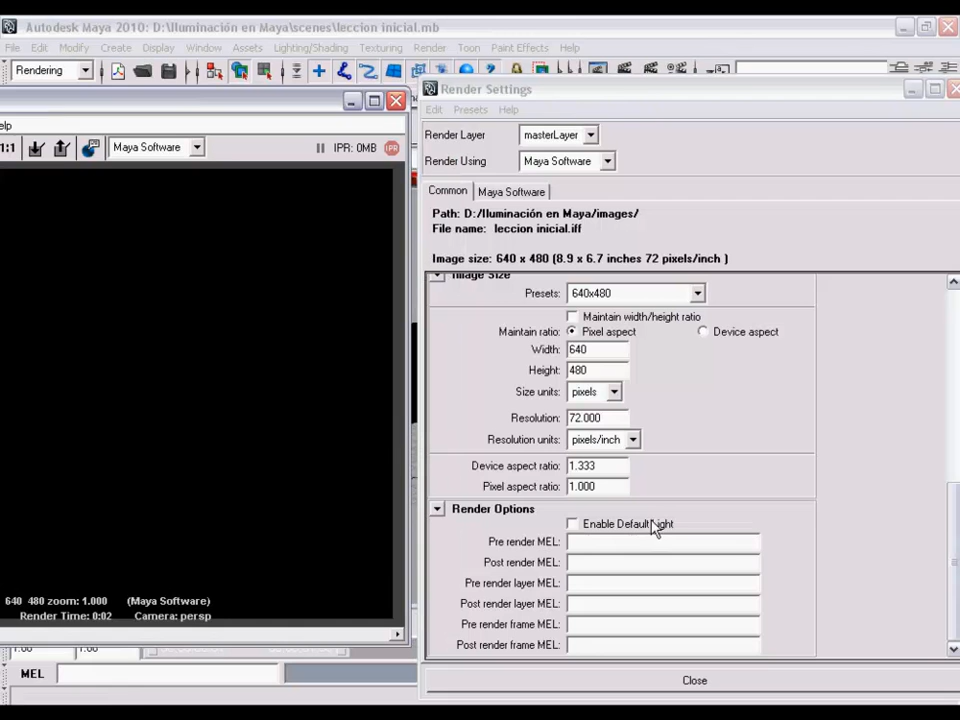 Autodesk Maya 2010: D:\Iluminación en Maya\scenes\leccion inicial.mb
File Edit Modify Create Display Window Assets Lighting/Shading Texturing Render Toon Paint Effects Help
Rendering
Render Settings
Edit Presets Help
elp
1:1 Maya Software IPR: 0MB IPR
Render Layer masterLayer
Render Using Maya Software
Common Maya Software
Path: D:/Iluminación en Maya/images/
File name: leccion inicial.iff
Image size: 640 x 480 (8.9 x 6.7 inches 72 pixels/inch )
Image Size
Presets: 640x480
Maintain width/height ratio
Maintain ratio: Pixel aspect Device aspect
Width: 640
Height: 480
Size units: pixels
Resolution: 72.000
Resolution units: pixels/inch
Device aspect ratio: 1.333
Pixel aspect ratio: 1.000
Render Options
Enable Default Light
Pre render MEL:
Post render MEL:
Pre render layer MEL:
Post render layer MEL:
Pre render frame MEL:
Post render frame MEL:
640 480 zoom: 1.000 (Maya Software)
Render Time: 0:02 Camera: persp
1.00 1.00
MEL
Close